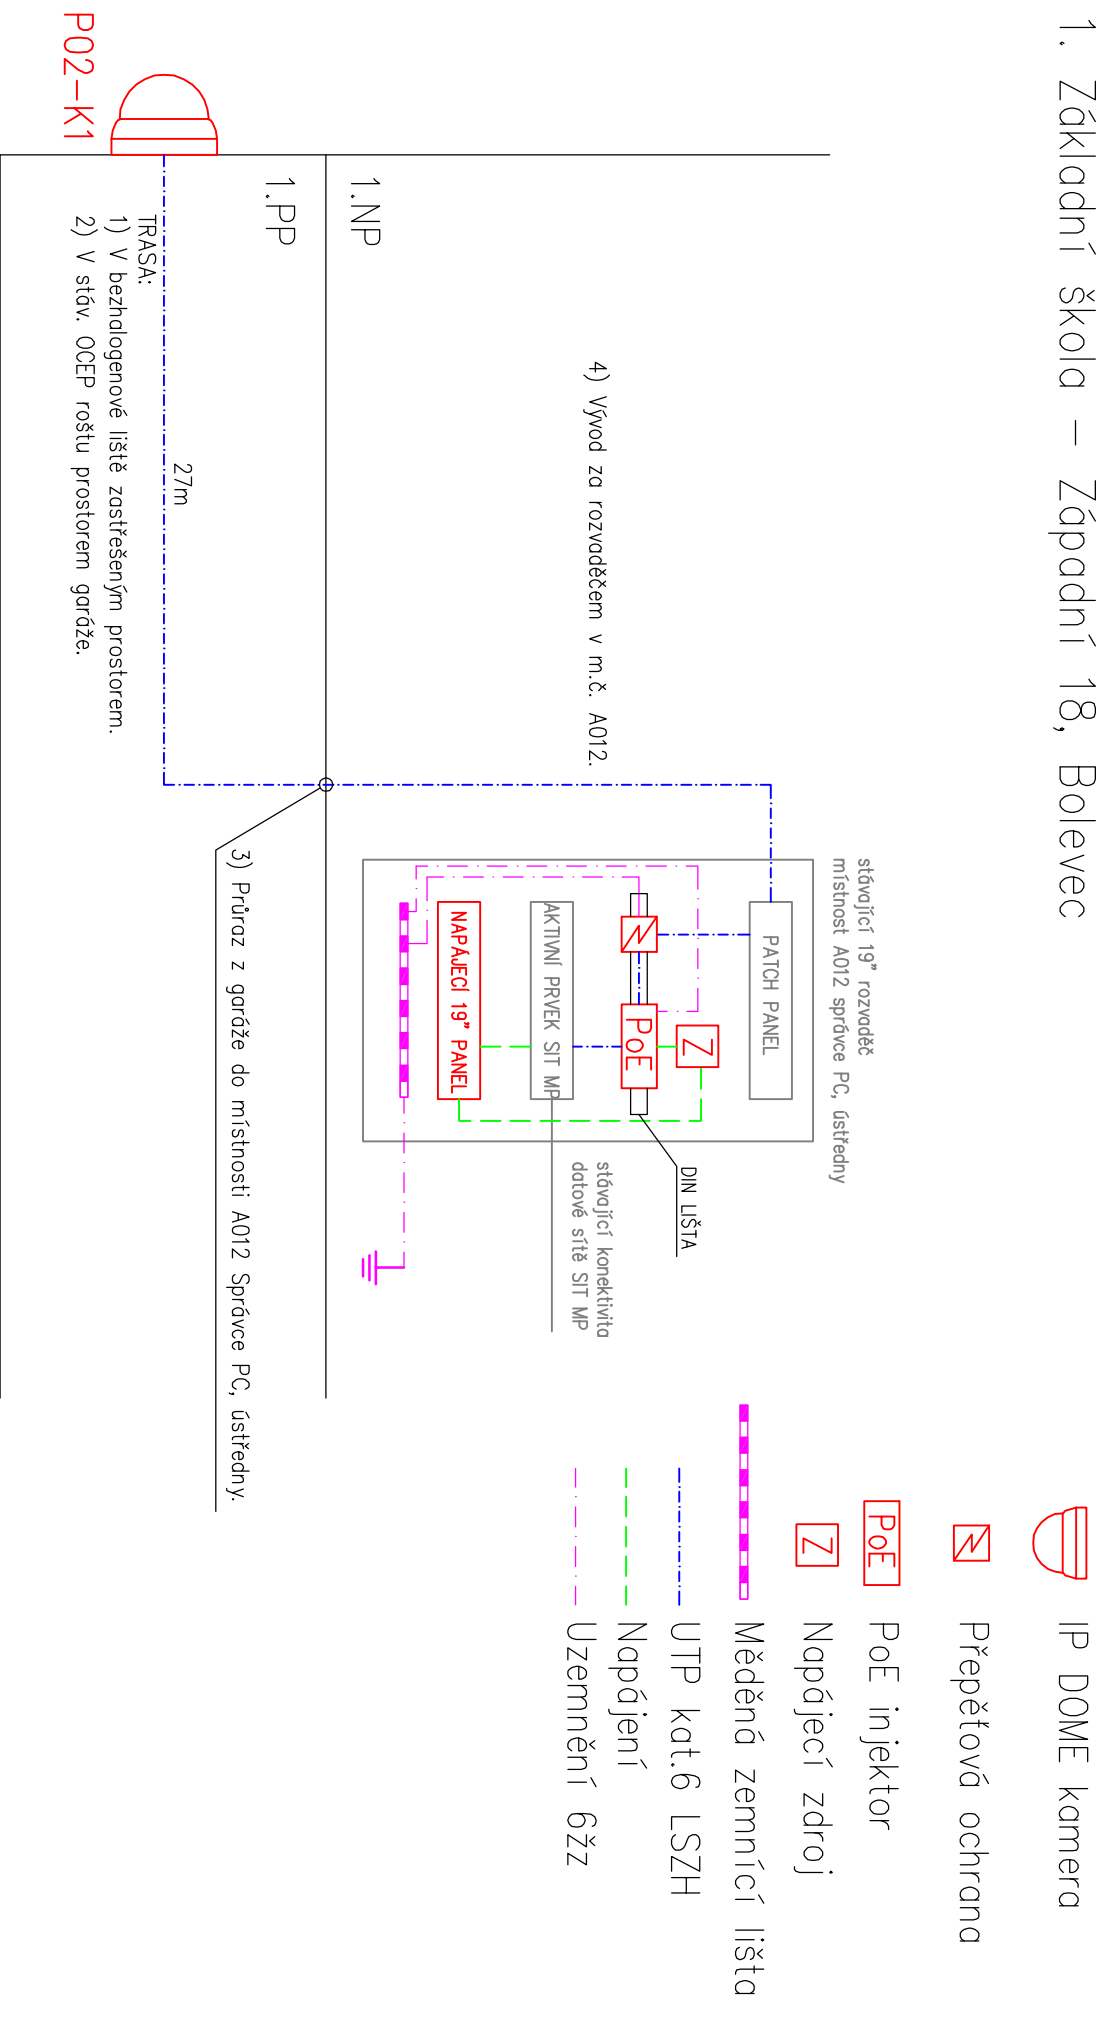 1. Základní škola – Západní 18, Bolevec
stávající 19" rozvaděč
místnost A012 správce PC, ústředny
PATCH PANEL
Z
PoE
DIN LIŠTA
AKTIVNÍ PRVEK SIT MP
stávající konektivita
datové sítě SIT MP
NAPÁJECÍ 19" PANEL
4) Vývod za rozvaděčem v m.č. A012.
1.NP
1.PP
3) Průraz z garáže do místnosti A012 Správce PC, ústředny.
27m
TRASA:
1) V bezhalogenové liště zastřešeným prostorem.
2) V stáv. OCEP roštu prostorem garáže.
P02–K1
IP DOME kamera
Přepěťová ochrana
PoE
PoE injektor
Z
Napájecí zdroj
Měděná zemnící lišta
UTP kat.6 LSZH
Napájení
Uzemnění 6žz